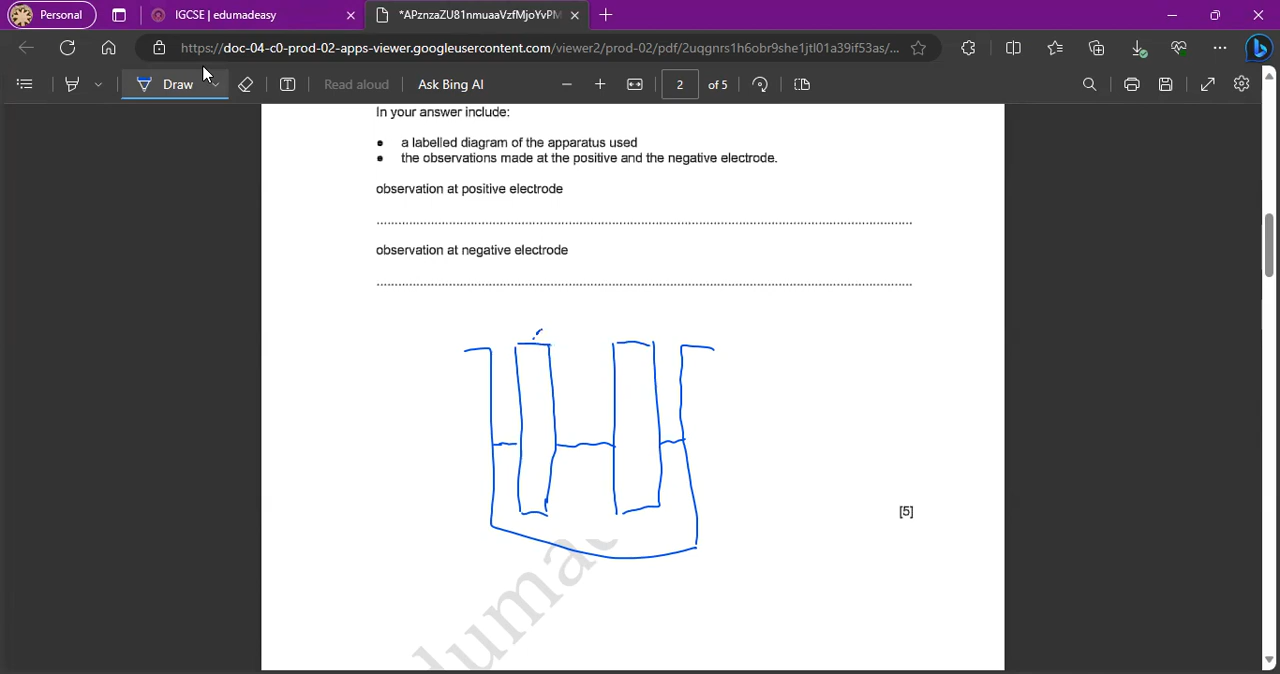 Personal
IGCSE | edumadeasy
*APznzaZU81nmuaaVzfMjoYvPM
https://doc-04-c0-prod-02-apps-viewer.googleusercontent.com/viewer2/prod-02/pdf/2uqgnrs1h6obr9she1jtl01a39if53as/...
Draw
Read aloud
Ask Bing AI
2
of 5
In your answer include:
• a labelled diagram of the apparatus used
• the observations made at the positive and the negative electrode.
observation at positive electrode
observation at negative electrode
[5]